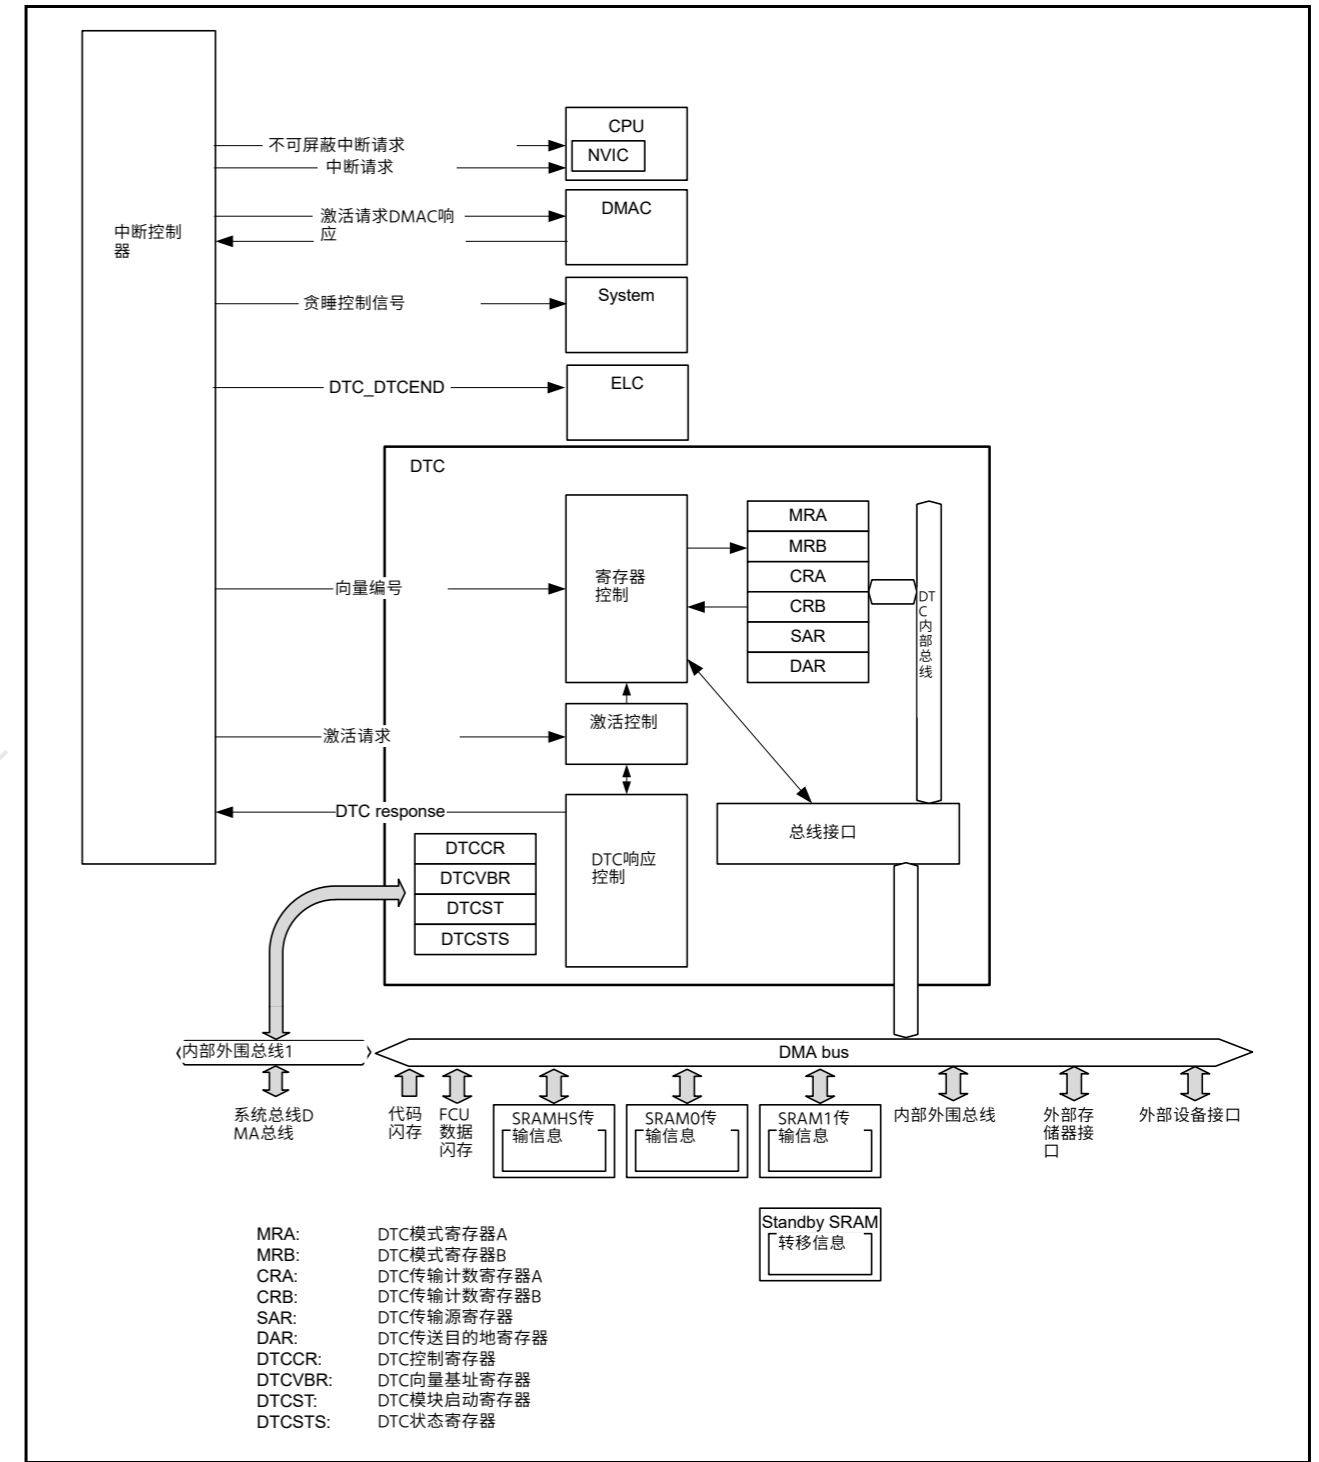 CPU
NVIC
不可屏蔽中断请求
中断请求
中断控制
器
激活请求DMAC响
应
DMAC
贪睡控制信号
System
DTC_DTCEND
ELC
DTC
向量编号
寄存器
控制
MRA
MRB
CRA
CRB
SAR
DAR
DT
C
内
部
总
线
激活请求
激活控制
DTC response
DTC响应
控制
总线接口
DTCCR
DTCVBR
DTCST
DTCSTS
内部外围总线1
DMA bus
系统总线D
MA总线
代码
闪存
FCU
数据
闪存
SRAMHS传
输信息
SRAM0传
输信息
SRAM1传
输信息
内部外围总线
外部存
储器接
口
外部设备接口
Standby SRAM
转移信息
MRA: DTC模式寄存器A
MRB: DTC模式寄存器B
CRA: DTC传输计数寄存器A
CRB: DTC传输计数寄存器B
SAR: DTC传输源寄存器
DAR: DTC传送目的地寄存器
DTCCR: DTC控制寄存器
DTCVBR: DTC向量基址寄存器
DTCST: DTC模块启动寄存器
DTCSTS: DTC状态寄存器